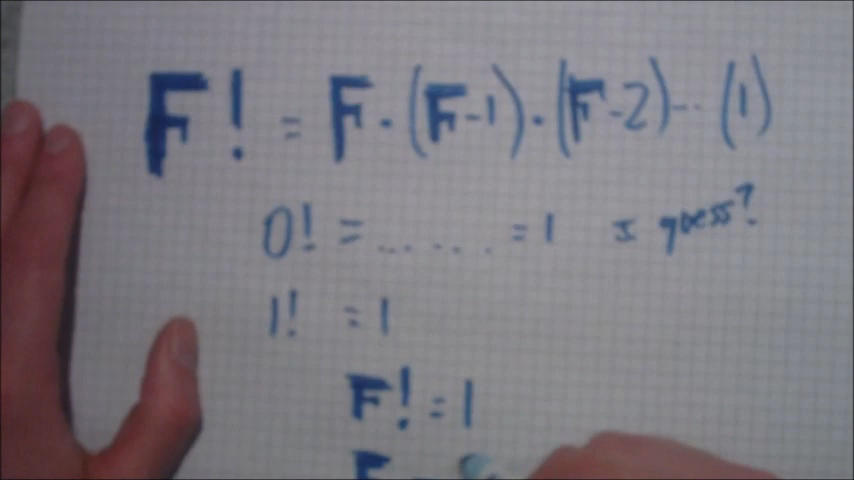 F! = F · (F-1) · (F-2)-·· (1)
0! = ...... = 1 I guess?
1! = 1
F! = 1
F